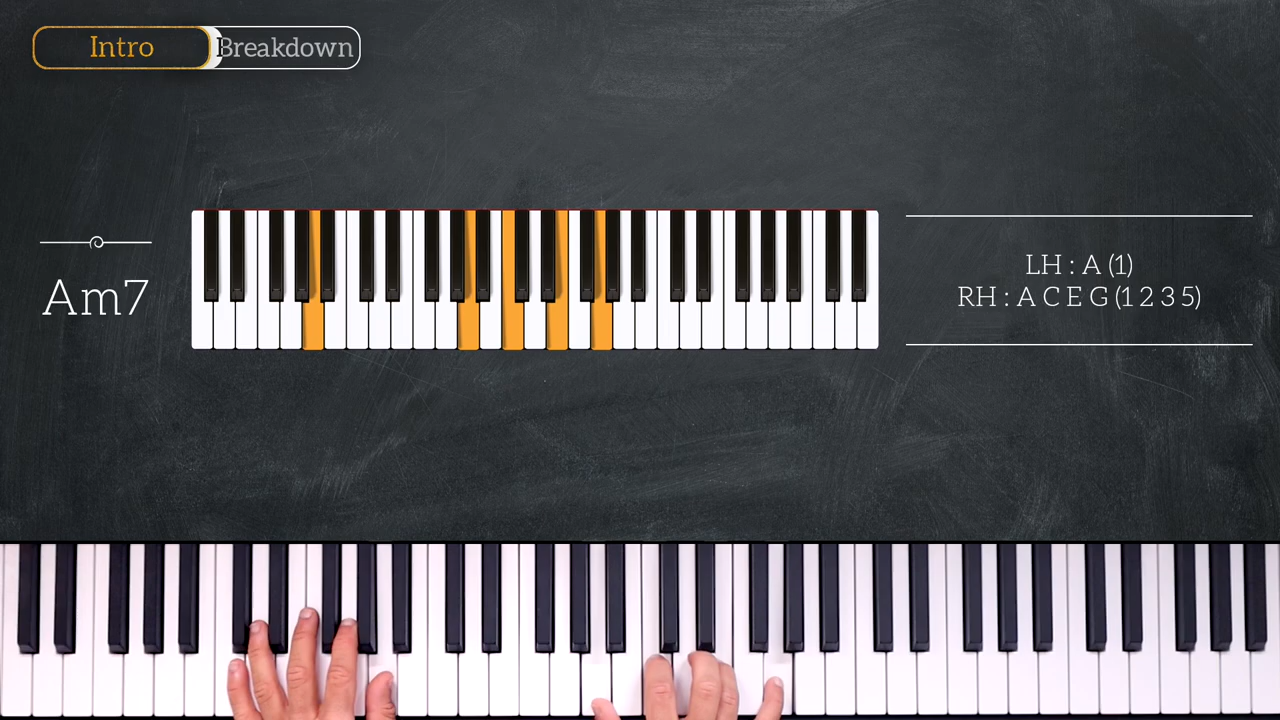 Intro
Breakdown
Am7
LH : A (1)
RH : A C E G (1 2 3 5)